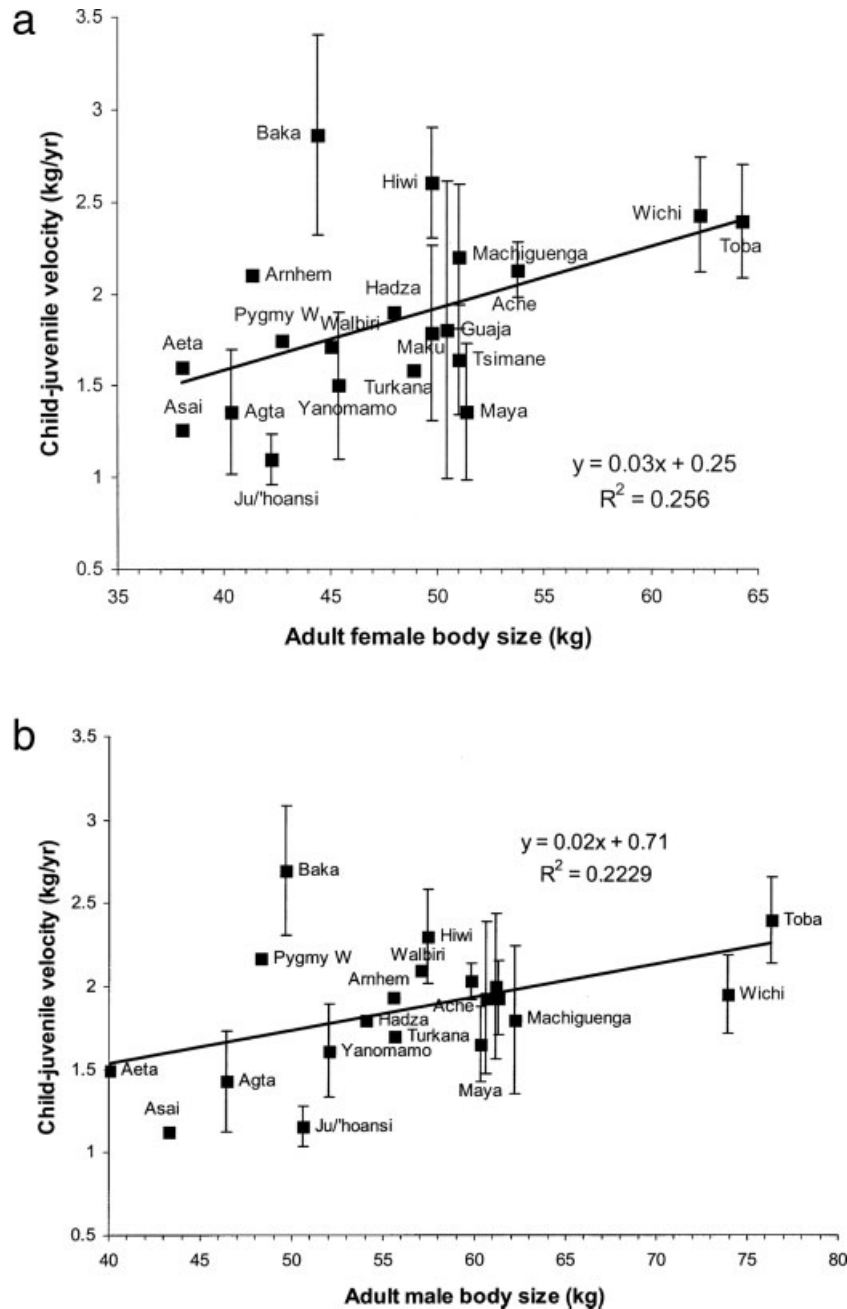 a
Child-juvenile velocity (kg/yr)
3.5
3
2.5
2
1.5
1
0.5
Baka
Hiwi
Wichi
Toba
Machiguenga
Arnhem
Ache
Hadza
Pygmy W
Walbiri
Guaja
Maku
Aeta
Tsimane
Turkana
Asai
Agta
Yanomamo
Maya
Ju/'hoansi
y = 0.03x + 0.25
R² = 0.256
35 40 45 50 55 60 65
Adult female body size (kg)
b
Child-juvenile velocity (kg/yr)
3.5
3
2.5
2
1.5
1
0.5
y = 0.02x + 0.71
R² = 0.2229
Baka
Toba
Hiwi
Pygmy W
Walbiri
Arnhem
Wichi
Ache
Hadza
Machiguenga
Turkana
Yanomamo
Aeta
Agta
Maya
Asai
Ju/'hoansi
40 45 50 55 60 65 70 75 80
Adult male body size (kg)